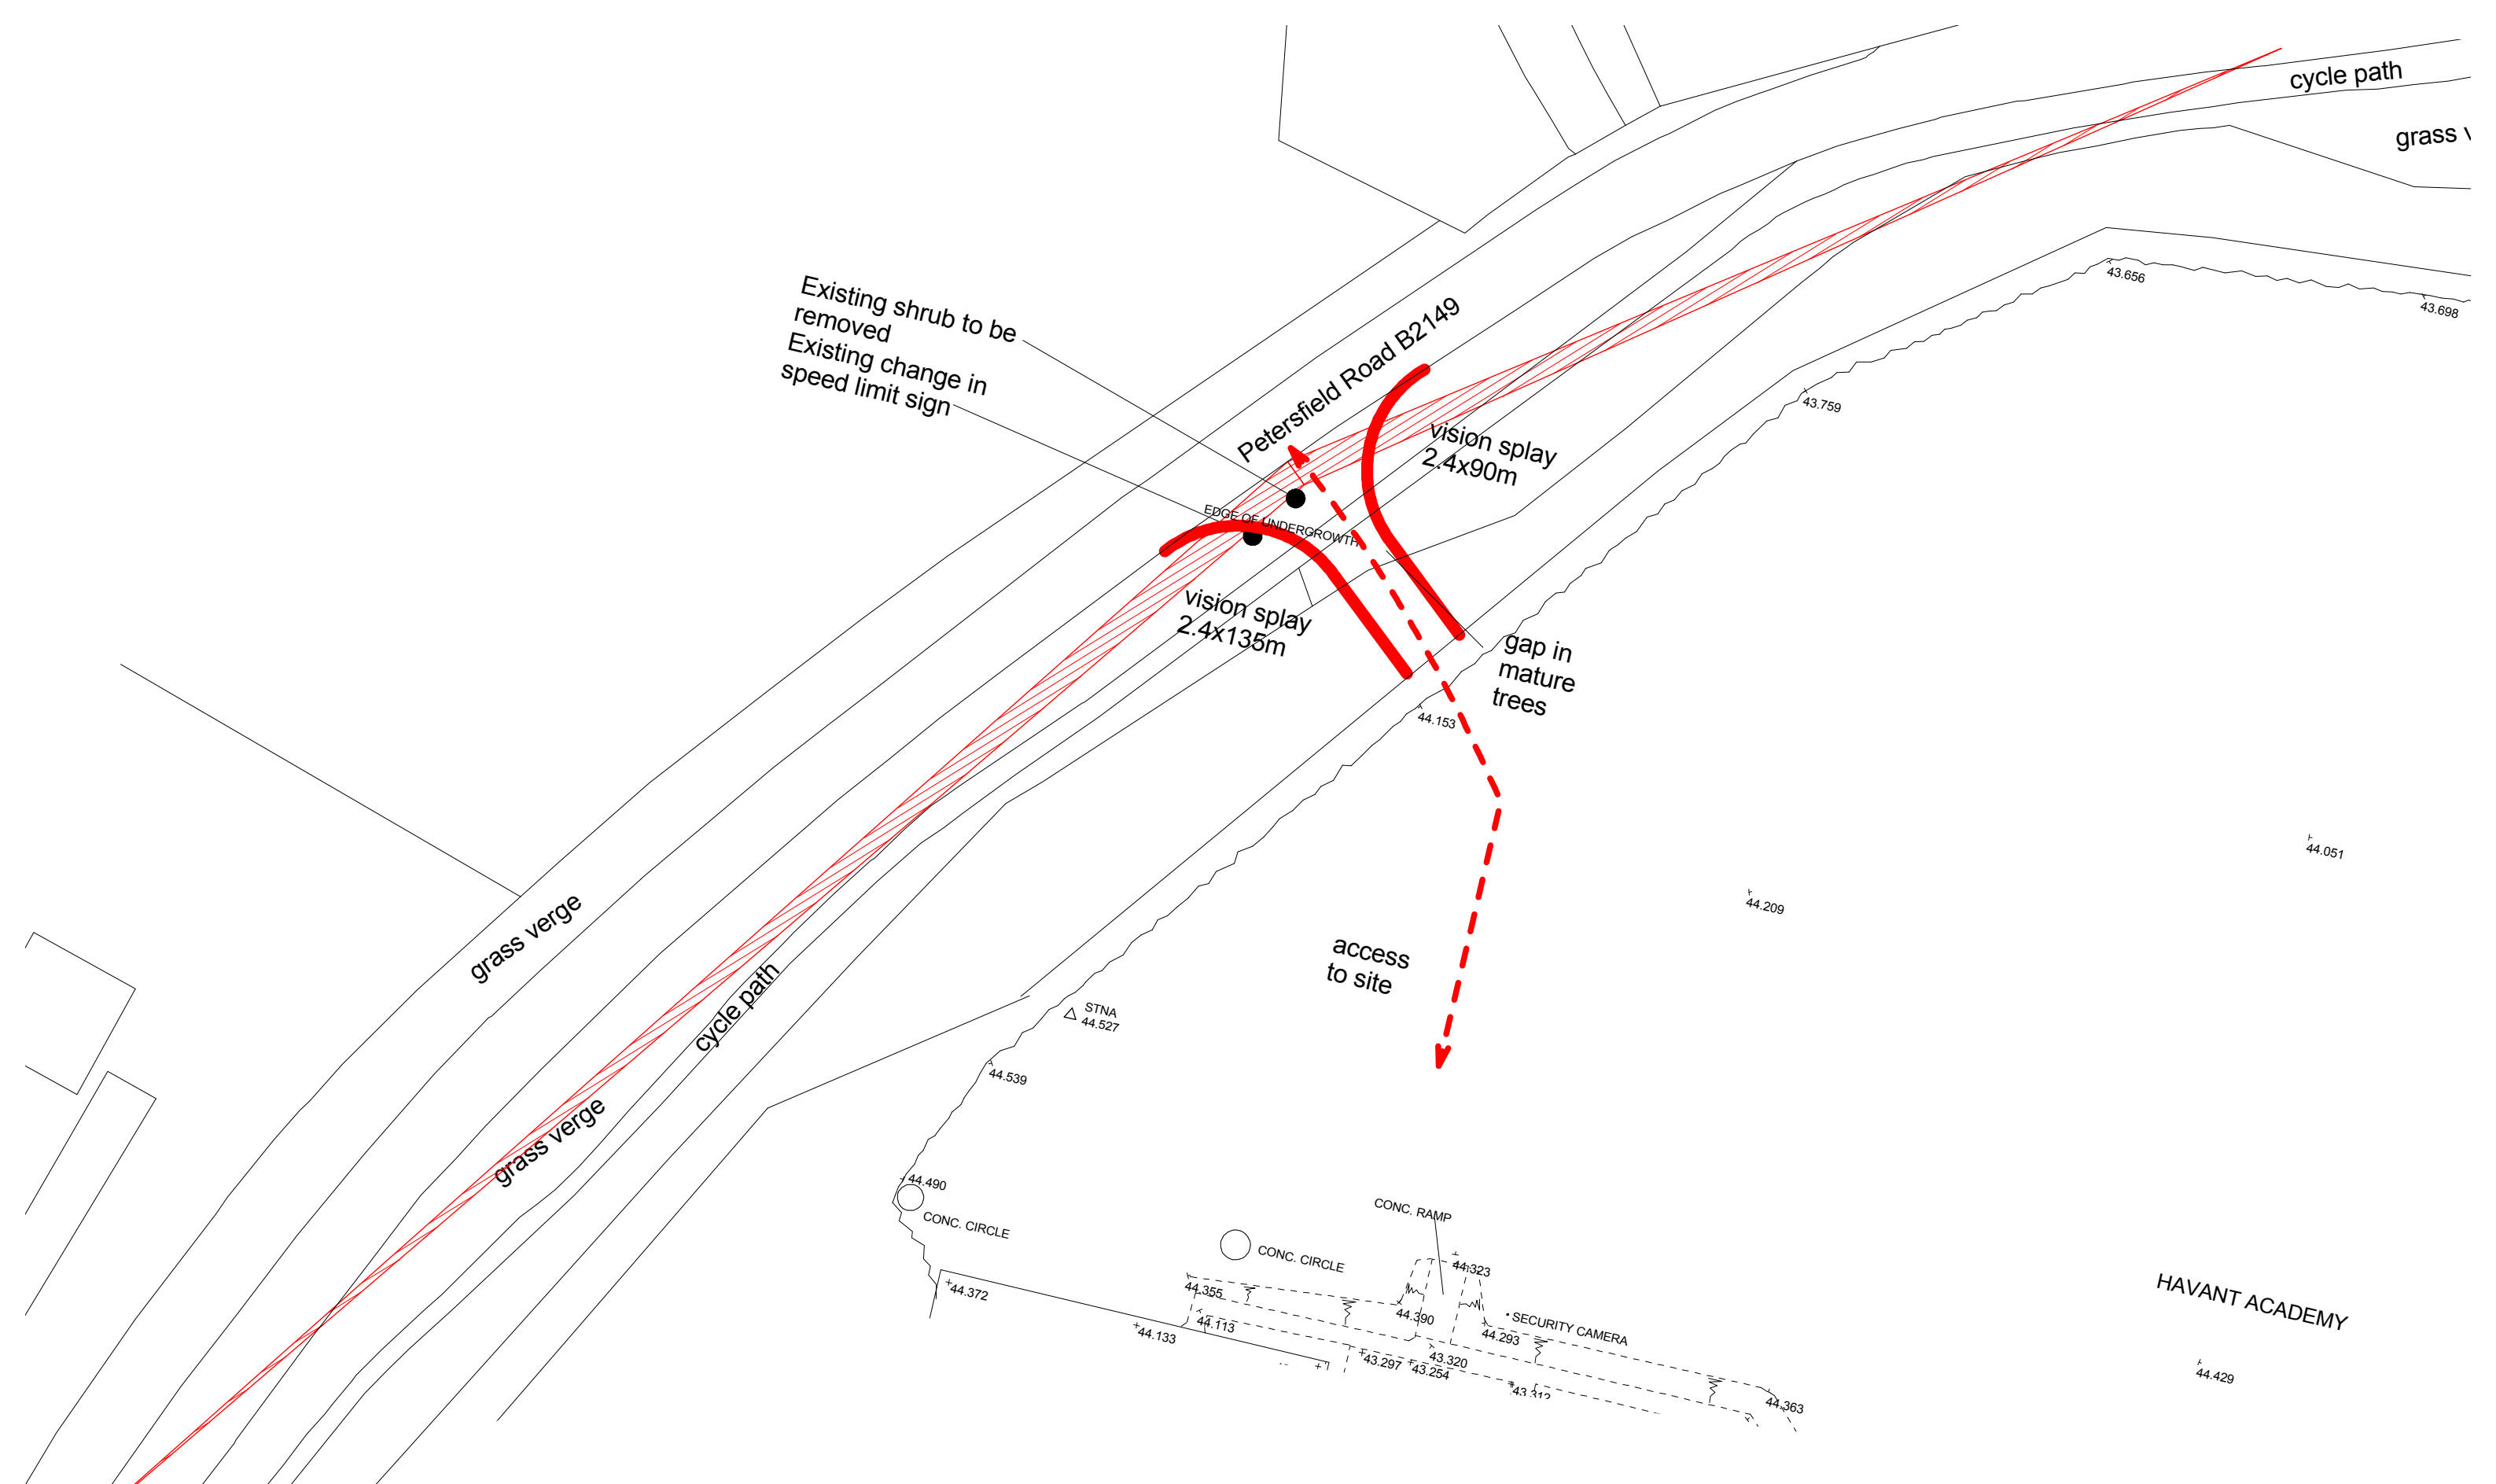 cycle path
grass v
43.656
43.698
Existing shrub to be
removed
Existing change in
speed limit sign
Petersfield Road B2149
43.759
vision splay
2.4x90m
EDGE OF UNDERGROWTH
vision splay
2.4x135m
gap in
mature
trees
44.153
44.051
44.209
grass verge
access
to site
cycle path
STNA
44.527
44.539
grass verge
44.490
CONC. CIRCLE
CONC. RAMP
CONC. CIRCLE
44.323
44.372
44.355
44.390
SECURITY CAMERA
HAVANT ACADEMY
44.113
44.133
44.293
43.320
43.297
43.254
43.312
44.429
44.363